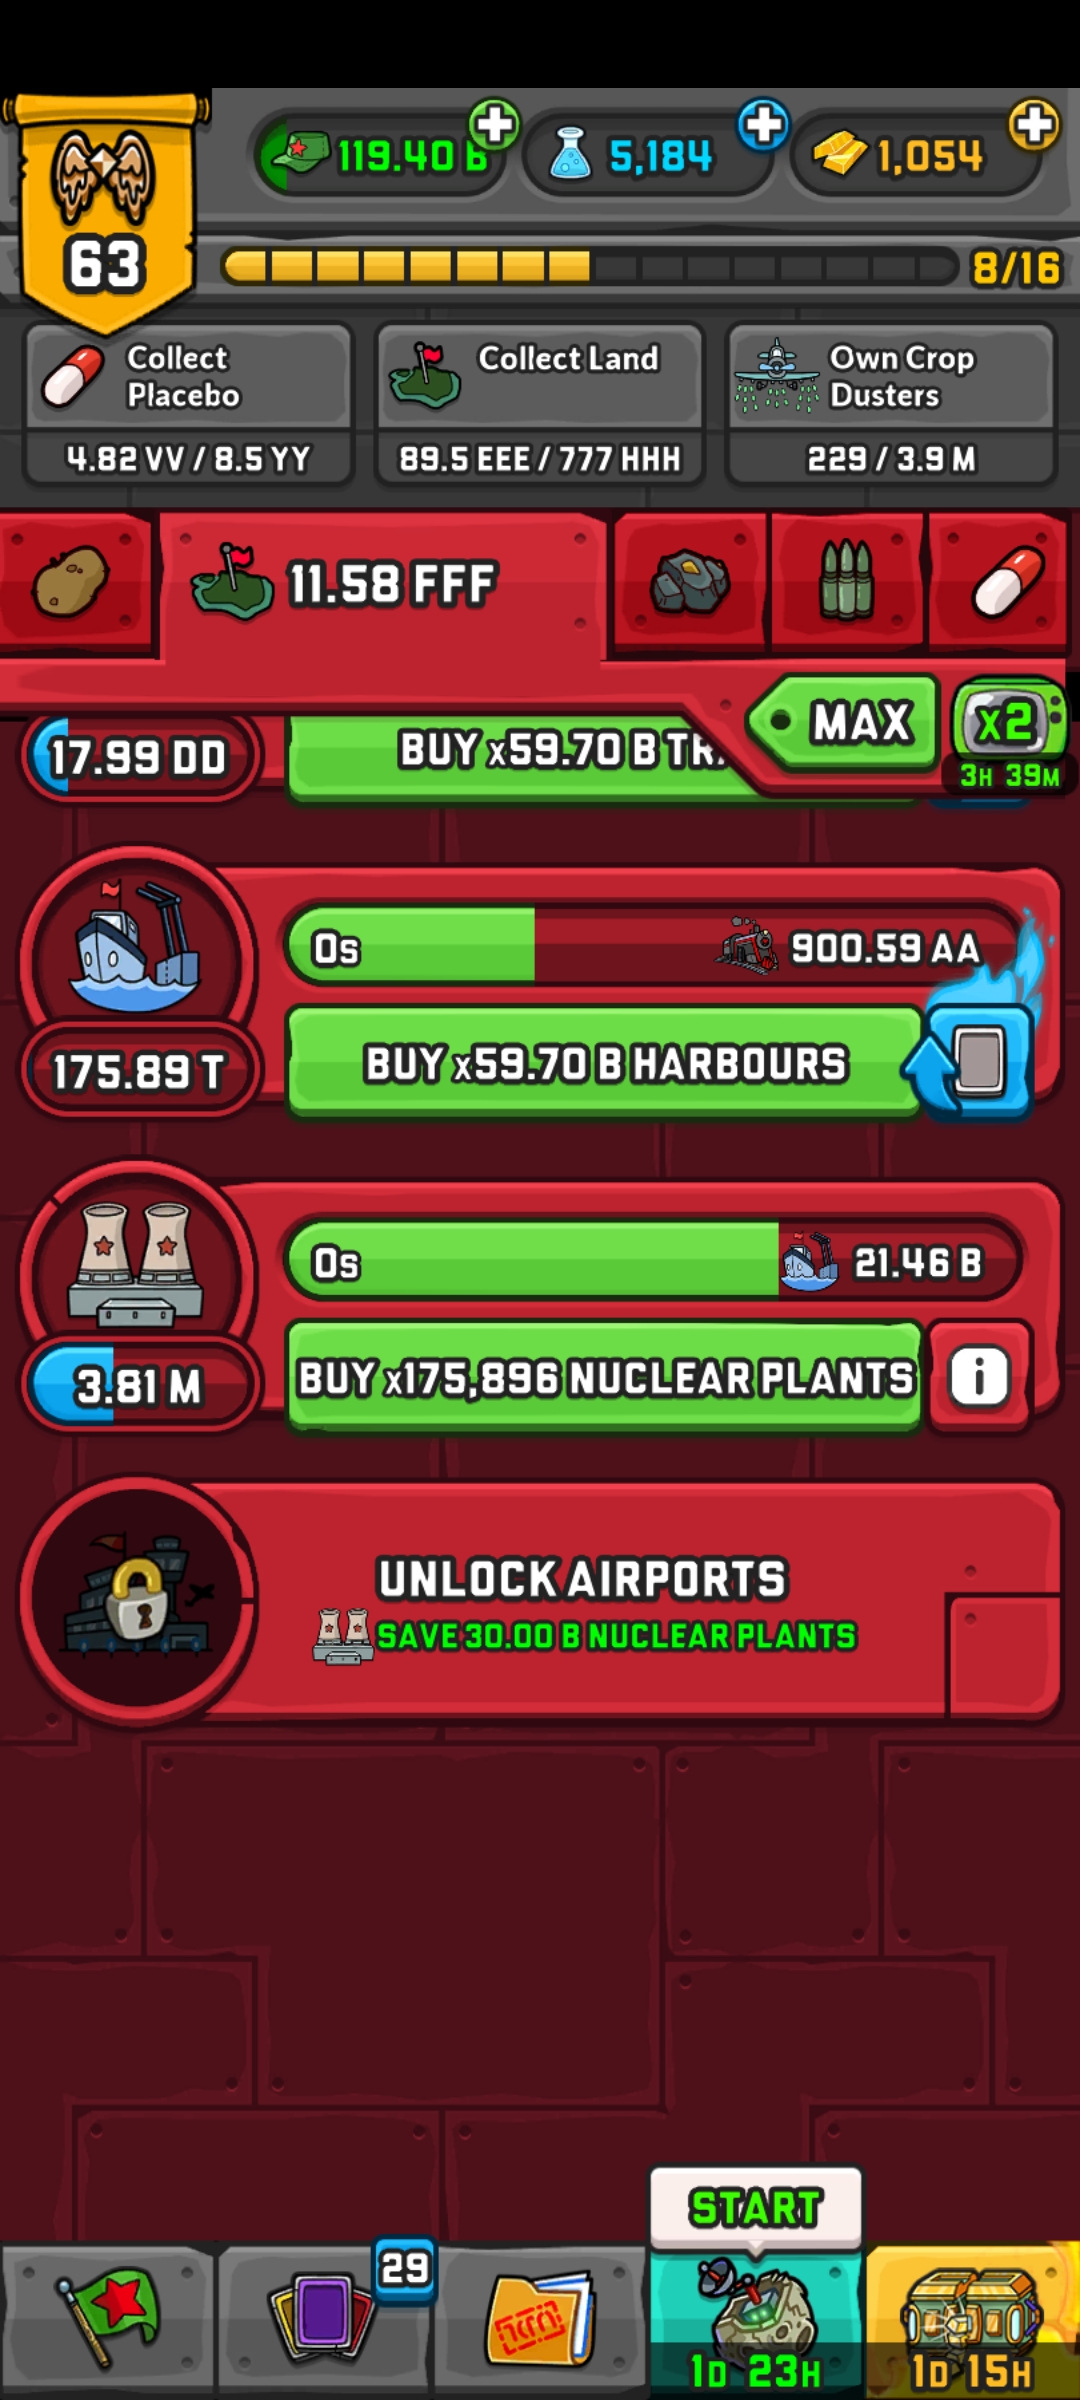 119.40 B
5,184
1,054
63
8/16
Collect
Placebo
4.82 VV / 8.5 YY
Collect Land
89.5 EEE / 777 HHH
Own Crop
Dusters
229 / 3.9 M
11.58 FFF
MAX
x2
3H 39M
17.99 DD
BUY x59.70 B
0s
900.59 AA
175.89 T
BUY x59.70 B HARBOURS
0s
21.46 B
3.81 M
BUY x175,896 NUCLEAR PLANTS
i
UNLOCK AIRPORTS
SAVE 30.00 B NUCLEAR PLANTS
START
29
1D 23H
1D 15H